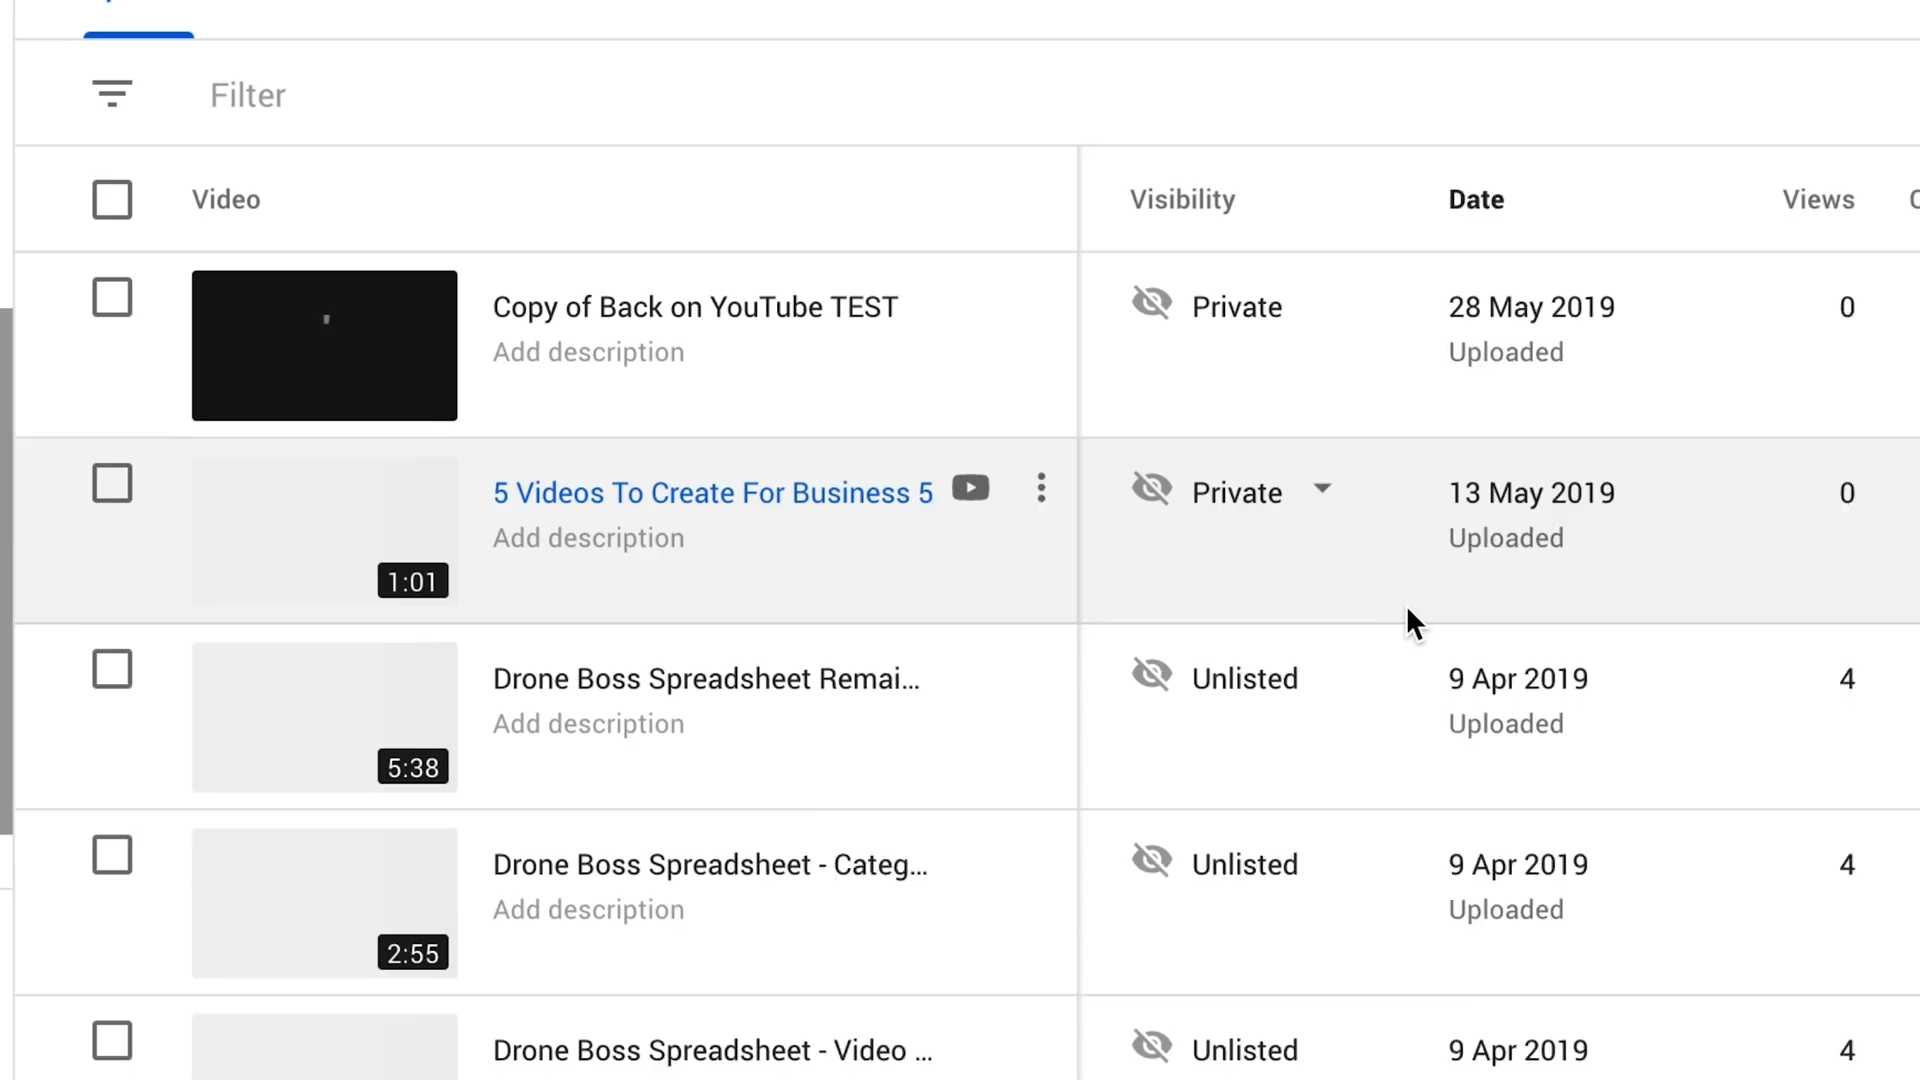 Filter
Video Visibility Date Views
Copy of Back on YouTube TEST Private 28 May 2019 0
Add description Uploaded
5 Videos To Create For Business 5 Private 13 May 2019 0
Add description Uploaded
1:01
Drone Boss Spreadsheet Remai... Unlisted 9 Apr 2019 4
Add description Uploaded
5:38
Drone Boss Spreadsheet - Categ... Unlisted 9 Apr 2019 4
Add description Uploaded
2:55
Drone Boss Spreadsheet - Video ... Unlisted 9 Apr 2019 4